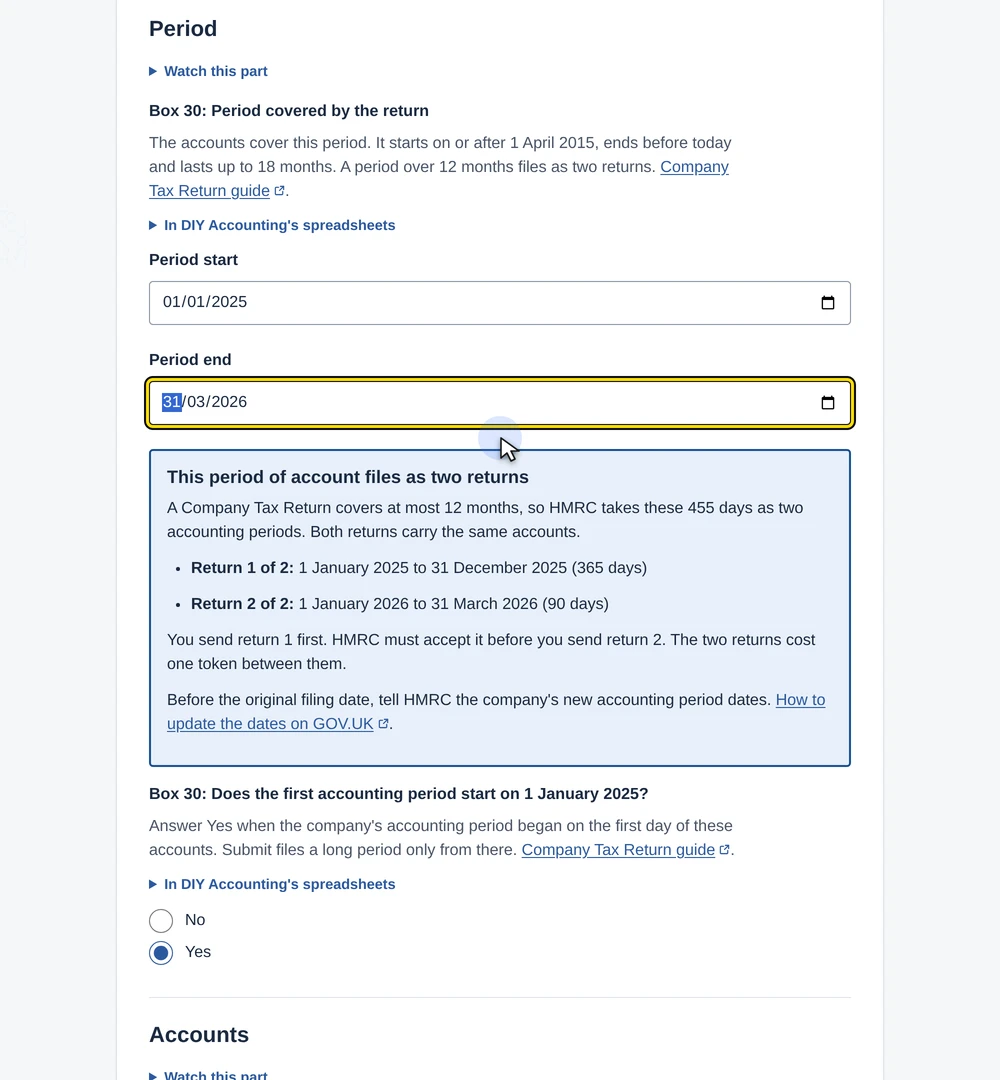 Period
Watch this part
Box 30: Period covered by the return
The accounts cover this period. It starts on or after 1 April 2015, ends before today
and lasts up to 18 months. A period over 12 months files as two returns. Company
Tax Return guide.
In DIY Accounting's spreadsheets
Period start
01/01/2025
Period end
31/03/2026
This period of account files as two returns
A Company Tax Return covers at most 12 months, so HMRC takes these 455 days as two
accounting periods. Both returns carry the same accounts.
• Return 1 of 2: 1 January 2025 to 31 December 2025 (365 days)
• Return 2 of 2: 1 January 2026 to 31 March 2026 (90 days)
You send return 1 first. HMRC must accept it before you send return 2. The two returns cost
one token between them.
Before the original filing date, tell HMRC the company's new accounting period dates. How to
update the dates on GOV.UK.
Box 30: Does the first accounting period start on 1 January 2025?
Answer Yes when the company's accounting period began on the first day of these
accounts. Submit files a long period only from there. Company Tax Return guide.
In DIY Accounting's spreadsheets
No
Yes
Accounts
Watch this part